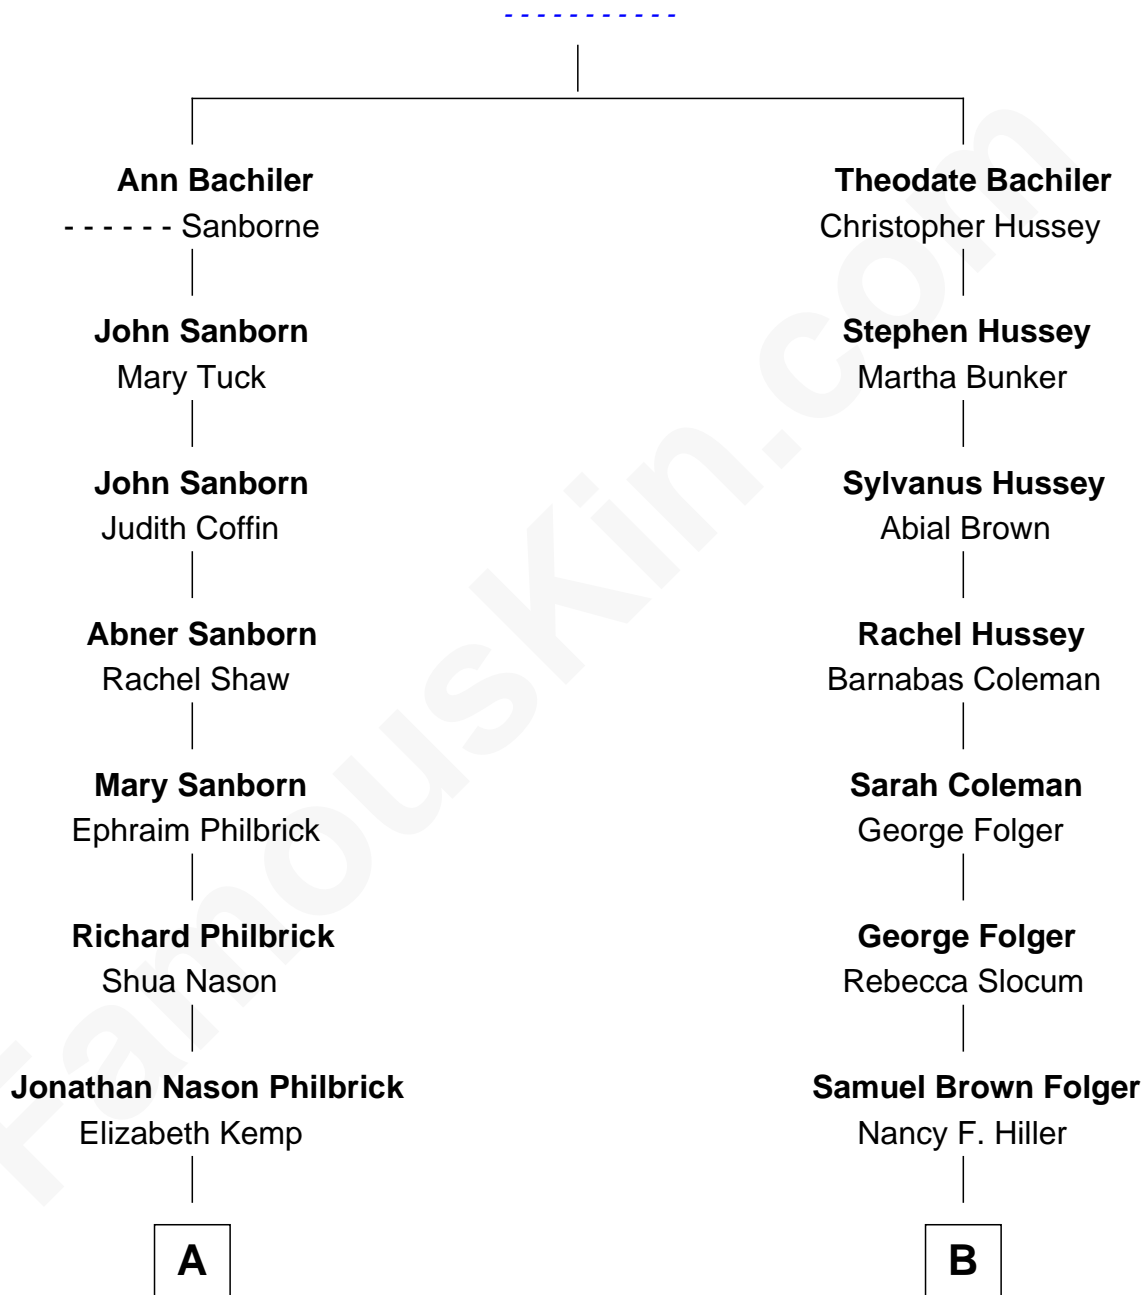 - - - - - - - - - - -
Ann Bachiler
- - - - - - Sanborne
John Sanborn
Mary Tuck
John Sanborn
Judith Coffin
Abner Sanborn
Rachel Shaw
Mary Sanborn
Ephraim Philbrick
Richard Philbrick
Shua Nason
Jonathan Nason Philbrick
Elizabeth Kemp
A
Theodate Bachiler
Christopher Hussey
Stephen Hussey
Martha Bunker
Sylvanus Hussey
Abial Brown
Rachel Hussey
Barnabas Coleman
Sarah Coleman
George Folger
George Folger
Rebecca Slocum
Samuel Brown Folger
Nancy F. Hiller
B
FamousKin.com